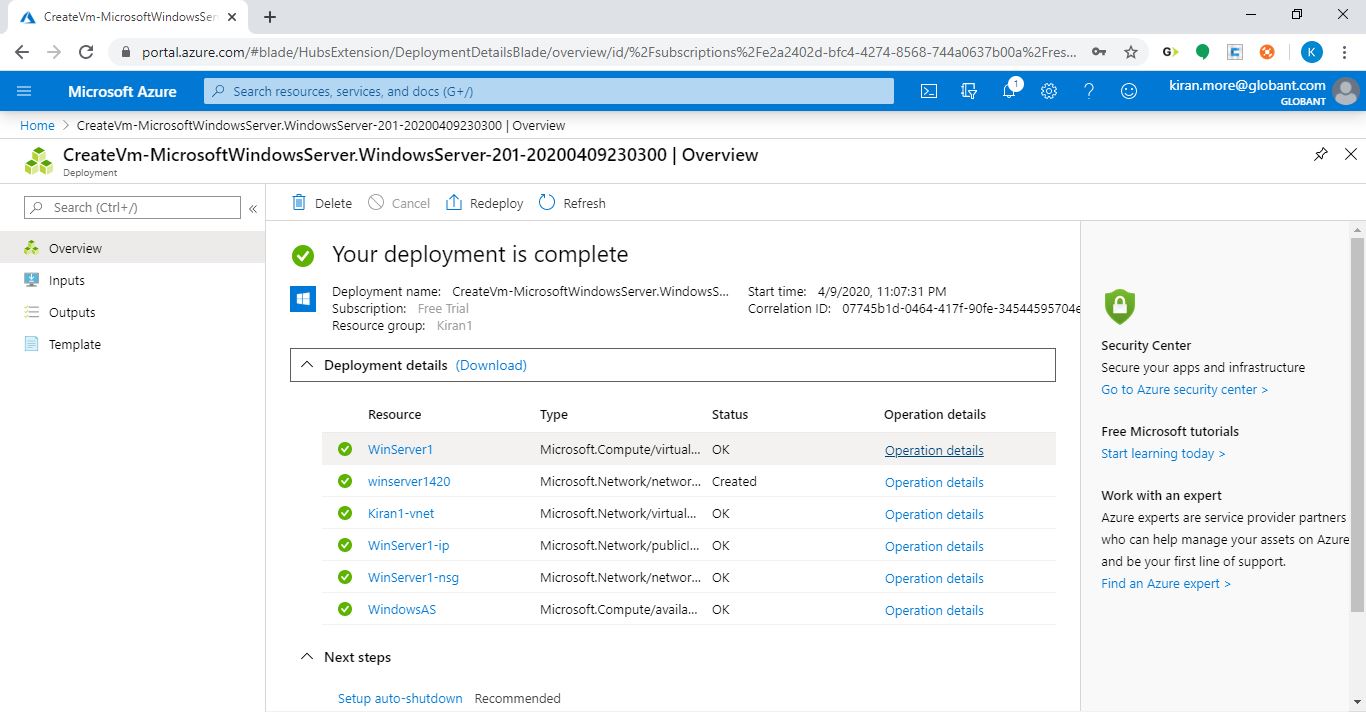 CreateVm-MicrosoftWindowsSer
portal.azure.com/#blade/HubsExtension/DeploymentDetailsBlade/overview/id/%2Fsubscriptions%2Fe2a2402d-bfc4-4274-8568-744a0637b00a%2Fres...
G
K
Microsoft Azure
Search resources, services, and docs (G+/)
1
kiran.more@globant.com
GLOBANT
Home > CreateVm-MicrosoftWindowsServer.WindowsServer-201-20200409230300 | Overview
CreateVm-MicrosoftWindowsServer.WindowsServer-201-20200409230300 | Overview
Deployment
Search (Ctrl+/)
«
Overview
Inputs
Outputs
Template
Delete Cancel Redeploy Refresh
Your deployment is complete
Deployment name: CreateVm-MicrosoftWindowsServer.WindowsS... Start time: 4/9/2020, 11:07:31 PM
Subscription: Free Trial Correlation ID: 07745b1d-0464-417f-90fe-34544595704e
Resource group: Kiran1
Deployment details (Download)
Resource Type Status Operation details
WinServer1 Microsoft.Compute/virtual... OK Operation details
winserver1420 Microsoft.Network/networ... Created Operation details
Kiran1-vnet Microsoft.Network/virtual... OK Operation details
WinServer1-ip Microsoft.Network/publicI... OK Operation details
WinServer1-nsg Microsoft.Network/networ... OK Operation details
WindowsAS Microsoft.Compute/availa... OK Operation details
Next steps
Setup auto-shutdown Recommended
Security Center
Secure your apps and infrastructure
Go to Azure security center >
Free Microsoft tutorials
Start learning today >
Work with an expert
Azure experts are service provider partners
who can help manage your assets on Azure
and be your first line of support.
Find an Azure expert >